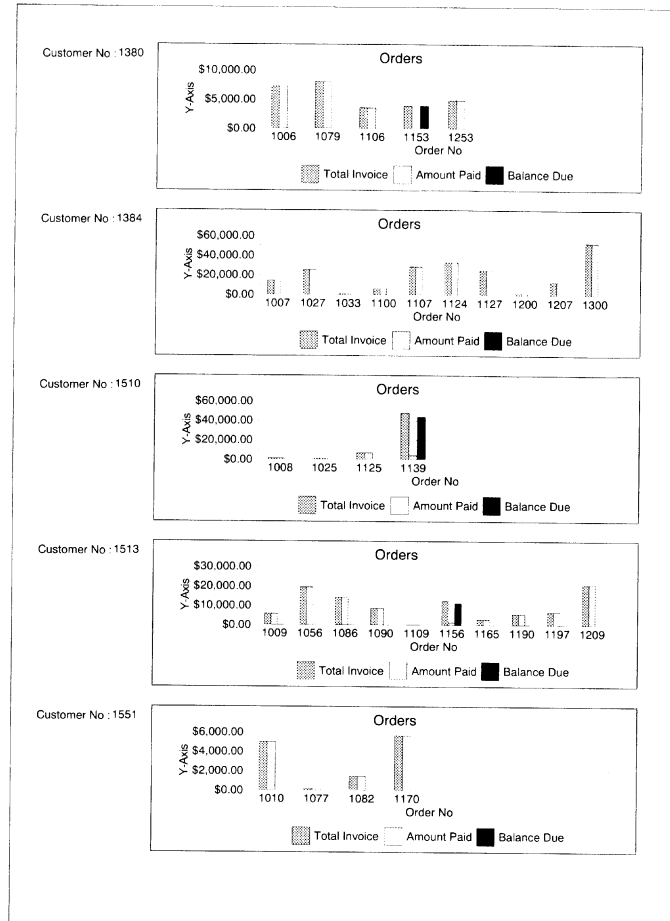 Customer No : 1380
Orders
$10,000.00
$5,000.00
$0.00
Y-Axis
1006 1079 1106 1153 1253
Order No
Total Invoice Amount Paid Balance Due
Customer No : 1384
Orders
$60,000.00
$40,000.00
$20,000.00
$0.00
Y-Axis
1007 1027 1033 1100 1107 1124 1127 1200 1207 1300
Order No
Total Invoice Amount Paid Balance Due
Customer No : 1510
Orders
$60,000.00
$40,000.00
$20,000.00
$0.00
Y-Axis
1008 1025 1125 1139
Order No
Total Invoice Amount Paid Balance Due
Customer No : 1513
Orders
$30,000.00
$20,000.00
$10,000.00
$0.00
Y-Axis
1009 1056 1086 1090 1109 1156 1165 1190 1197 1209
Order No
Total Invoice Amount Paid Balance Due
Customer No : 1551
Orders
$6,000.00
$4,000.00
$2,000.00
$0.00
Y-Axis
1010 1077 1082 1170
Order No
Total Invoice Amount Paid Balance Due